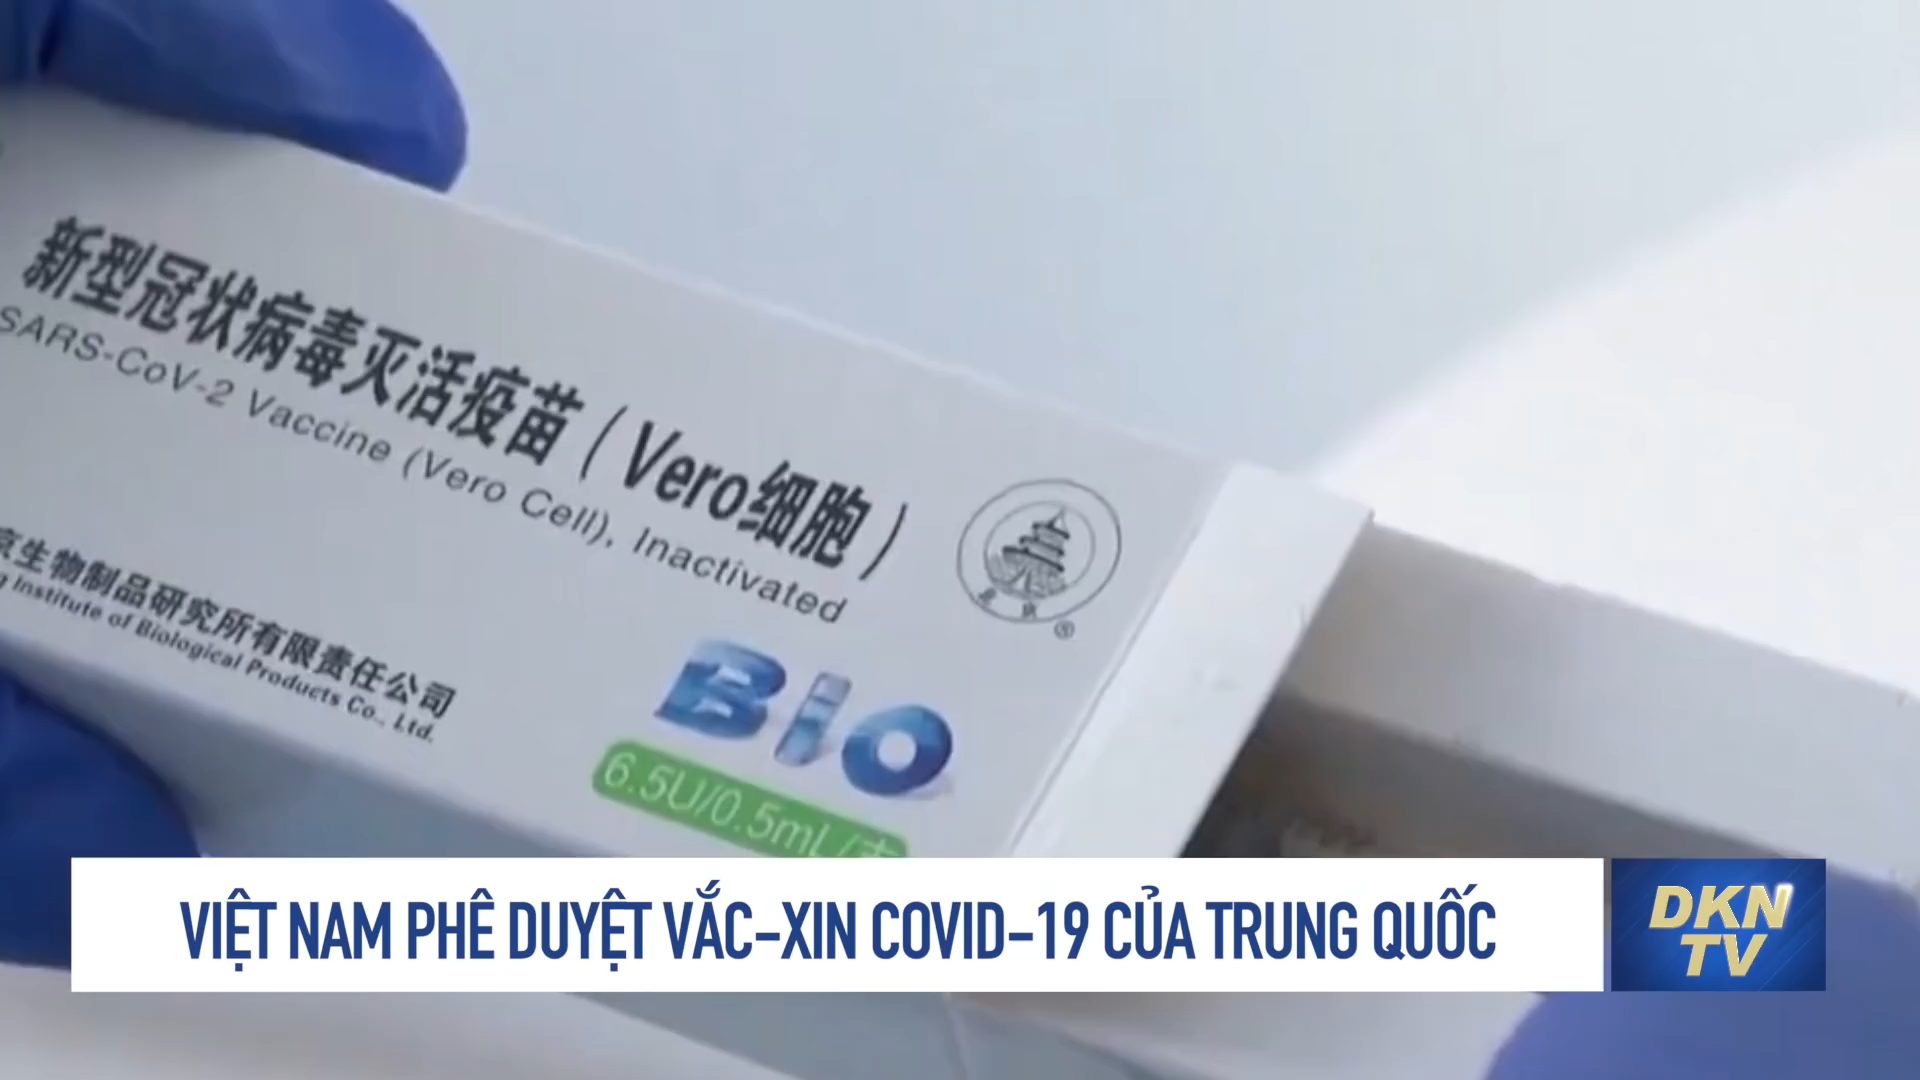 新型冠状病毒灭活疫苗（Vero细胞）
SARS-CoV-2 Vaccine (Vero Cell), Inactivated
京生物制品研究所有限责任公司
Institute of Biological Products Co., Ltd.
BIO
®
6.5U/0.5mL/支
VIỆT NAM PHÊ DUYỆT VẮC-XIN COVID-19 CỦA TRUNG QUỐC
DKN
TV